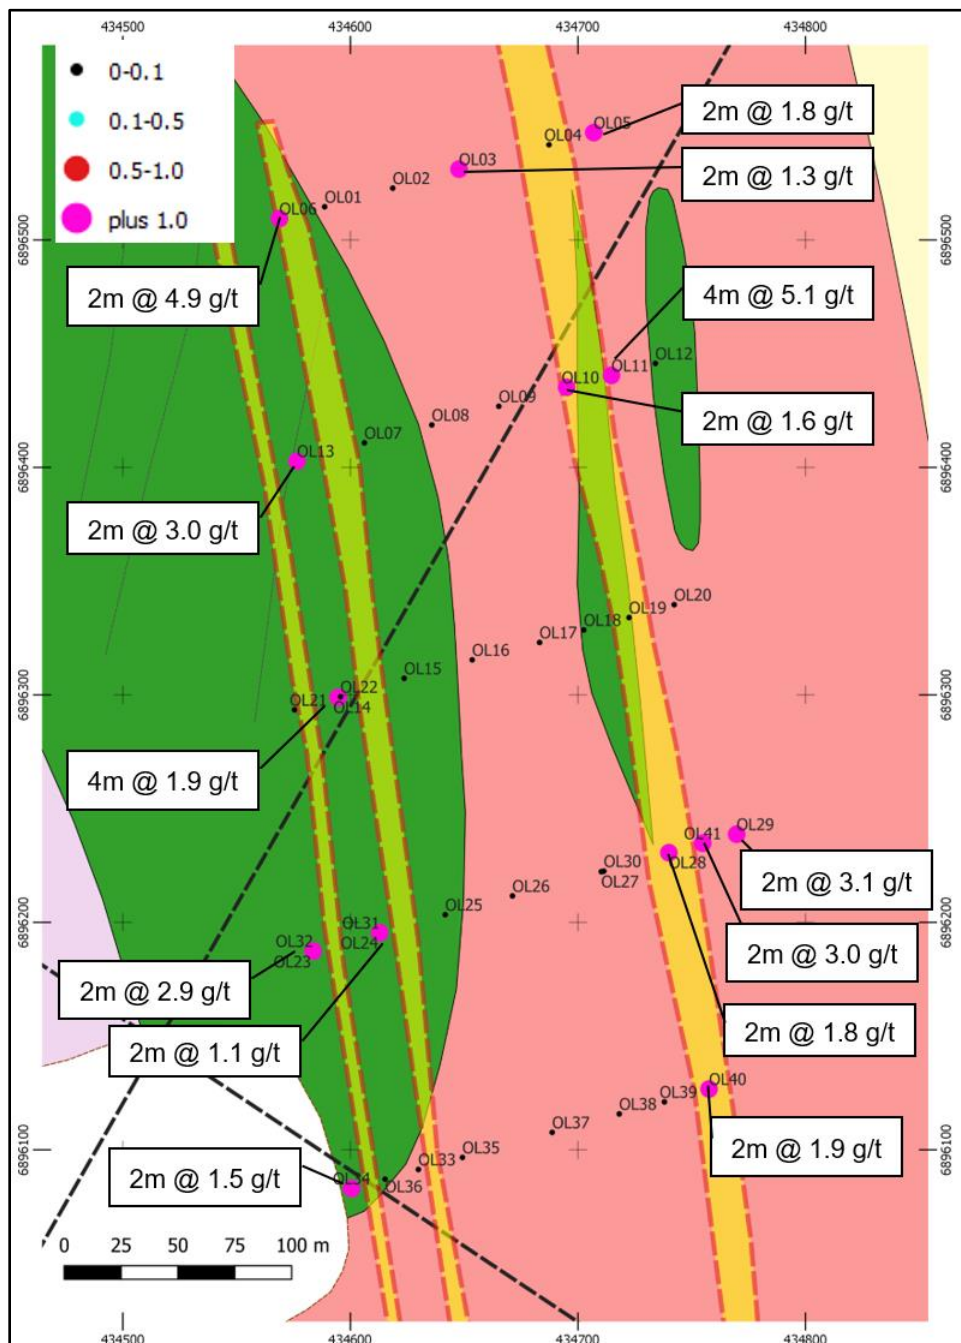 434500 434600 434700 434800
0-0.1
0.1-0.5
0.5-1.0
plus 1.0
2m @ 1.8 g/t
OL05
OL04
OL03
2m @ 1.3 g/t
OL02
OL01
OL06
6896500 6896500
2m @ 4.9 g/t
4m @ 5.1 g/t
OL12
OL11
OL10
OL09
2m @ 1.6 g/t
OL08
OL07
OL13
6896400 6896400
2m @ 3.0 g/t
OL20
OL19
OL18
OL17
OL16
OL15
OL22
OL21
OL14
6896300 6896300
4m @ 1.9 g/t
OL29
OL41
OL28
OL30
OL27
2m @ 3.1 g/t
OL26
OL25
6896200 6896200
OL31
OL24
OL32
OL23
2m @ 3.0 g/t
2m @ 2.9 g/t
2m @ 1.8 g/t
2m @ 1.1 g/t
OL40
OL39
OL38
OL37
2m @ 1.9 g/t
6896100 6896100
OL35
OL33
OL36
OL34
2m @ 1.5 g/t
0 25 50 75 100 m
434500 434600 434700 434800